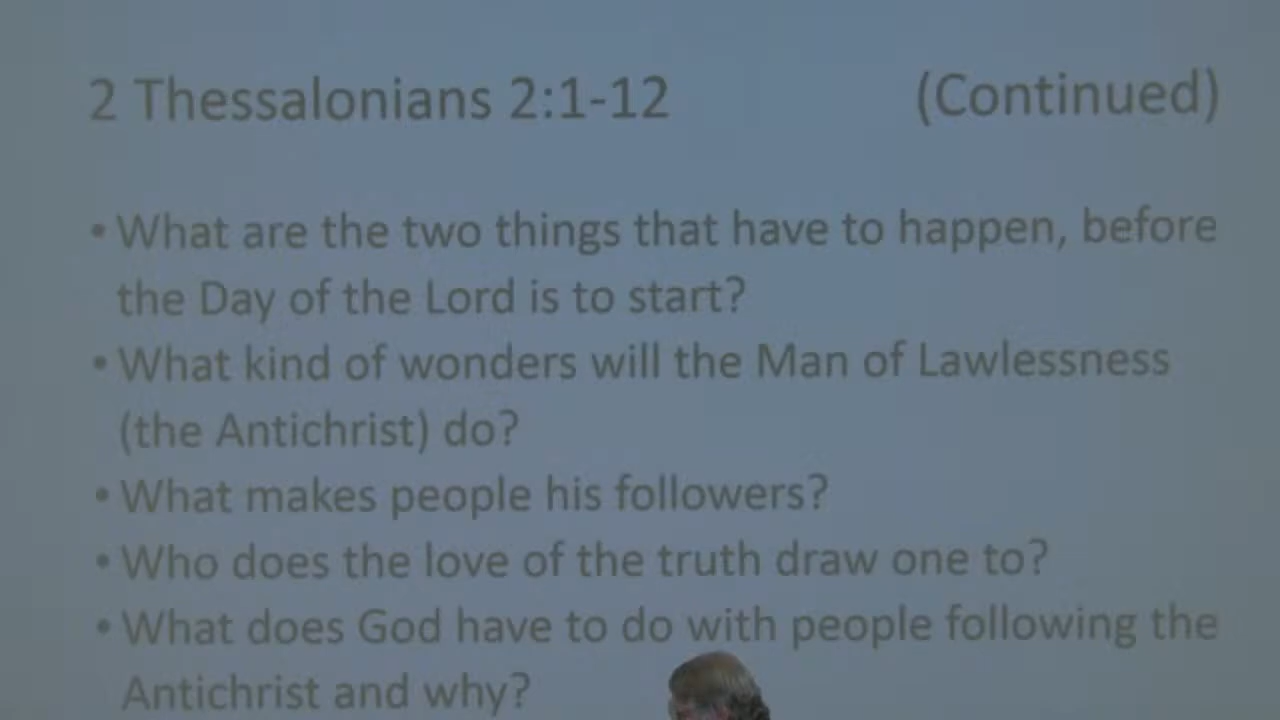 2 Thessalonians 2:1-12 (Continued)
• What are the two things that have to happen, before
the Day of the Lord is to start?
• What kind of wonders will the Man of Lawlessness
(the Antichrist) do?
• What makes people his followers?
• Who does the love of the truth draw one to?
• What does God have to do with people following the
Antichrist and why?